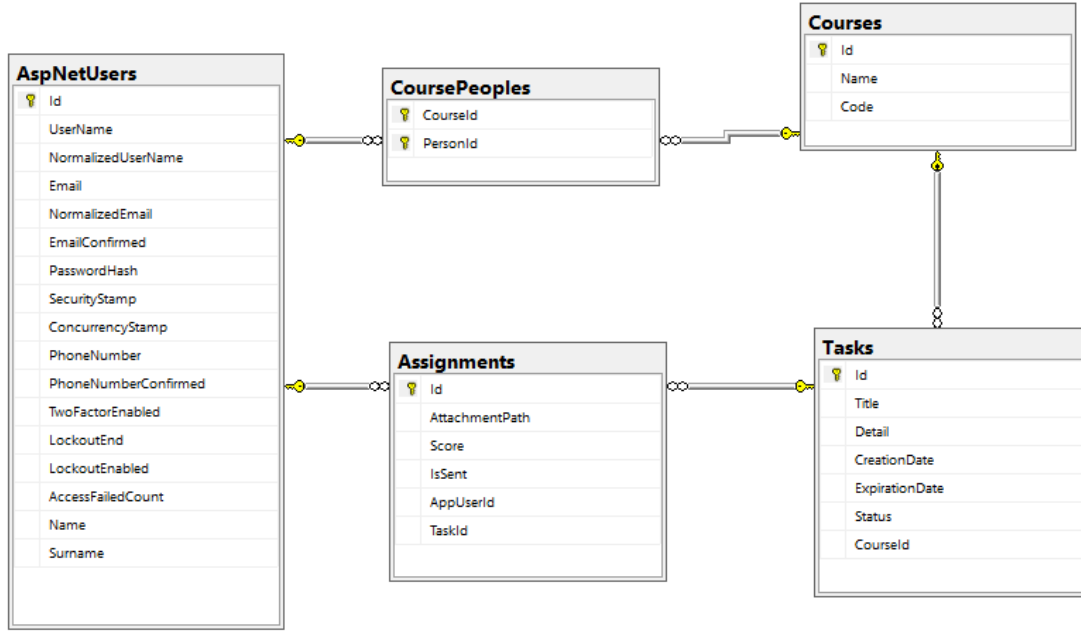 AspNetUsers
Id
UserName
NormalizedUserName
Email
NormalizedEmail
EmailConfirmed
PasswordHash
SecurityStamp
ConcurrencyStamp
PhoneNumber
PhoneNumberConfirmed
TwoFactorEnabled
LockoutEnd
LockoutEnabled
AccessFailedCount
Name
Surname
CoursePeoples
CourseId
PersonId
Courses
Id
Name
Code
Assignments
Id
AttachmentPath
Score
IsSent
AppUserId
TaskId
Tasks
Id
Title
Detail
CreationDate
ExpirationDate
Status
CourseId